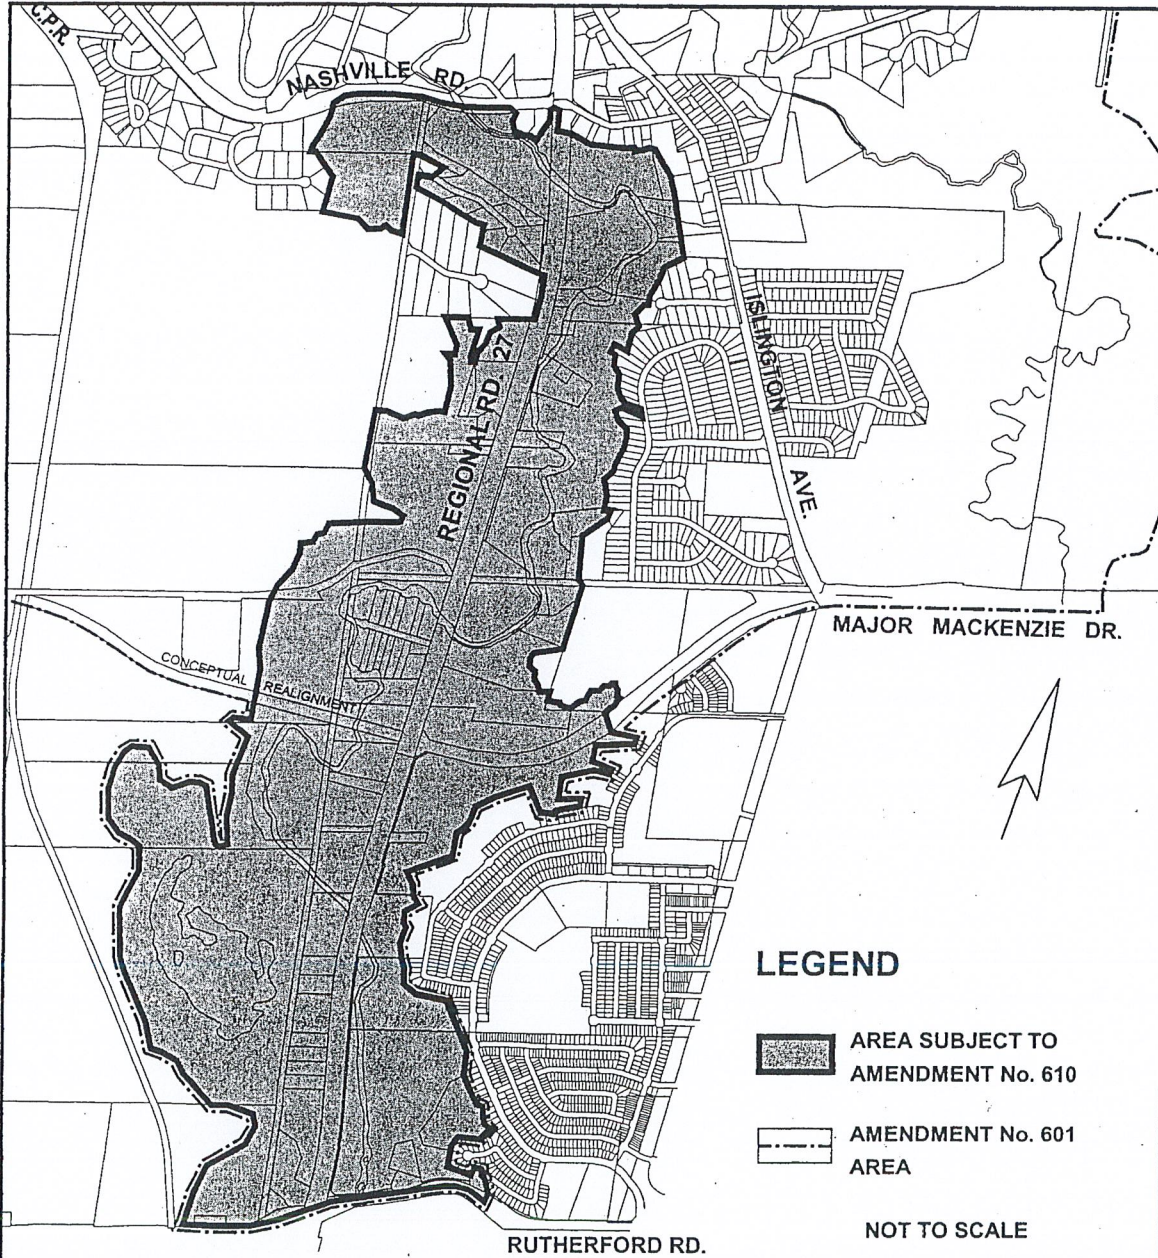 C.P.R.
NASHVILLE RD.
ISLINGTON AVE.
REGIONAL RD. 27
MAJOR MACKENZIE DR.
CONCEPTUAL REALIGNMENT
LEGEND
AREA SUBJECT TO
AMENDMENT No. 610
AMENDMENT No. 601
AREA
NOT TO SCALE
RUTHERFORD RD.